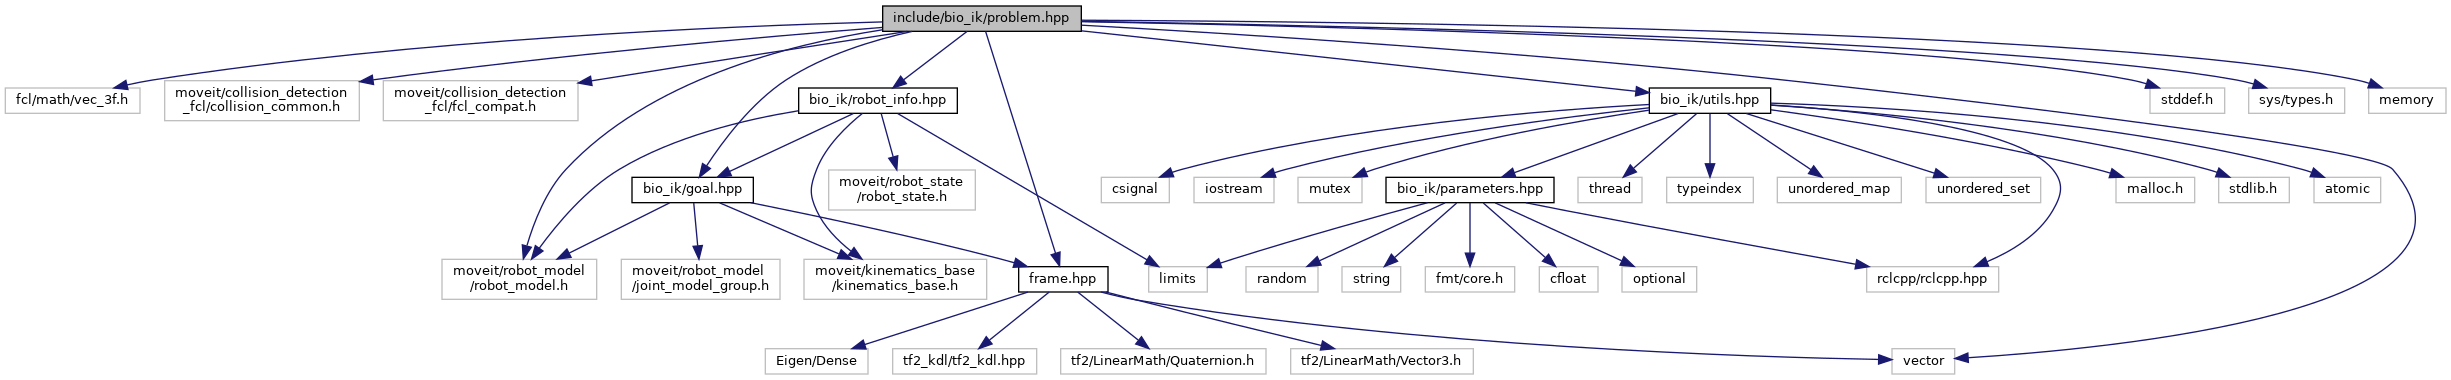 include/bio_ik/problem.hpp
fcl/math/vec_3f.h
moveit/collision_detection
_fcl/collision_common.h
moveit/collision_detection
_fcl/fcl_compat.h
bio_ik/robot_info.hpp
bio_ik/utils.hpp
stddef.h
sys/types.h
memory
bio_ik/goal.hpp
moveit/robot_state
/robot_state.h
csignal
iostream
mutex
bio_ik/parameters.hpp
thread
typeindex
unordered_map
unordered_set
malloc.h
stdlib.h
atomic
moveit/robot_model
/robot_model.h
moveit/robot_model
/joint_model_group.h
moveit/kinematics_base
/kinematics_base.h
frame.hpp
limits
random
string
fmt/core.h
cfloat
optional
rclcpp/rclcpp.hpp
Eigen/Dense
tf2_kdl/tf2_kdl.hpp
tf2/LinearMath/Quaternion.h
tf2/LinearMath/Vector3.h
vector